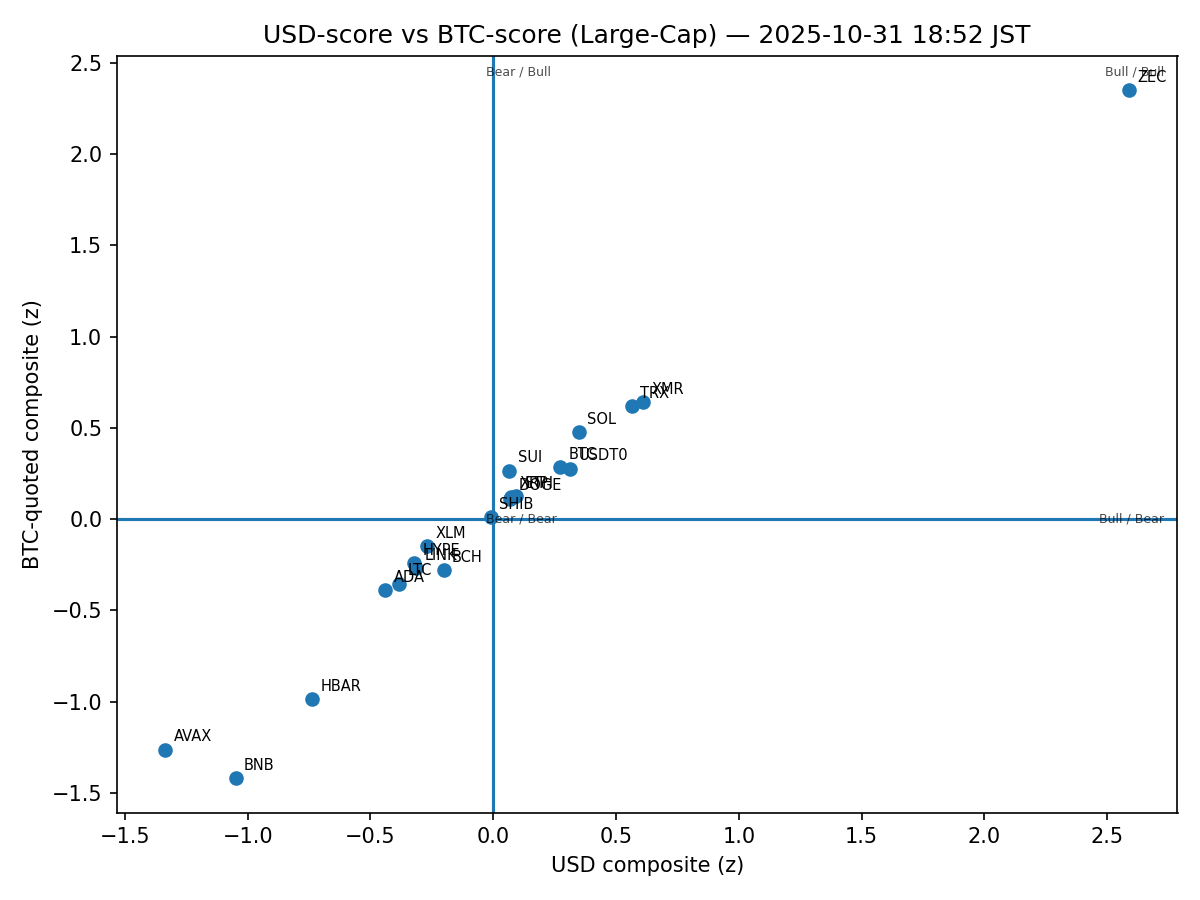 USD-score vs BTC-score (Large-Cap) — 2025-10-31 18:52 JST
2.5
2.0
1.5
1.0
0.5
0.0
−0.5
−1.0
−1.5
BTC-quoted composite (z)
Bear / Bull
Bull / Bull
ZEC
XMR
TRX
SOL
BTC
USDT0
SUI
DOGE
SHIB
Bear / Bear
Bull / Bear
XLM
HYPE
LINK
BCH
LTC
ADA
HBAR
AVAX
BNB
−1.5
−1.0
−0.5
0.0
0.5
1.0
1.5
2.0
2.5
USD composite (z)